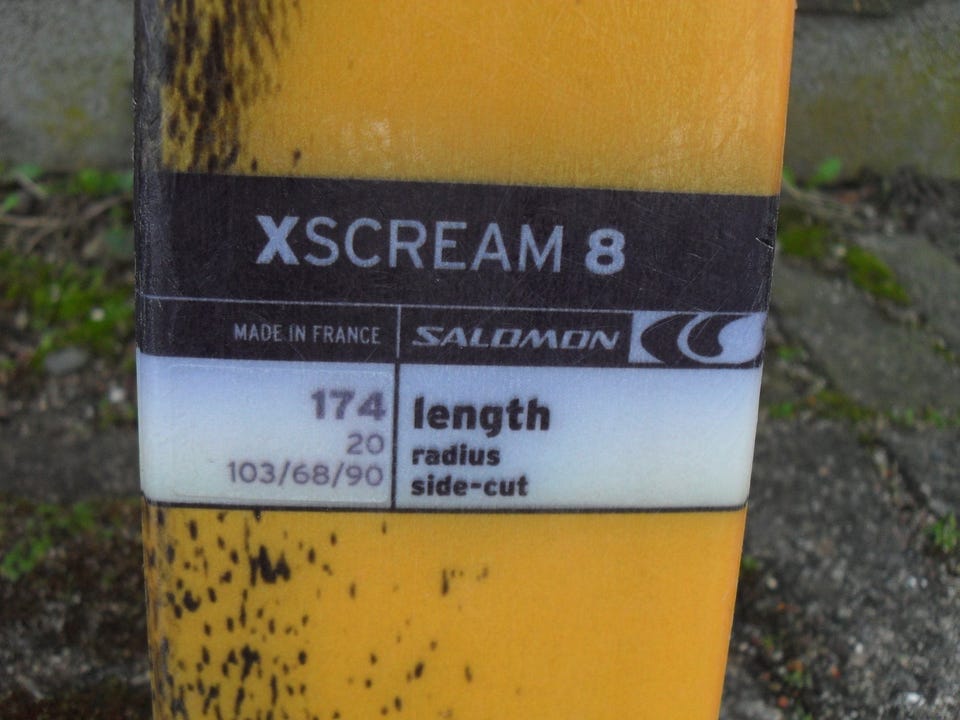 XSCREAM 8
MADE IN FRANCE SALOMON
174 length
20 radius
103/68/90 side-cut